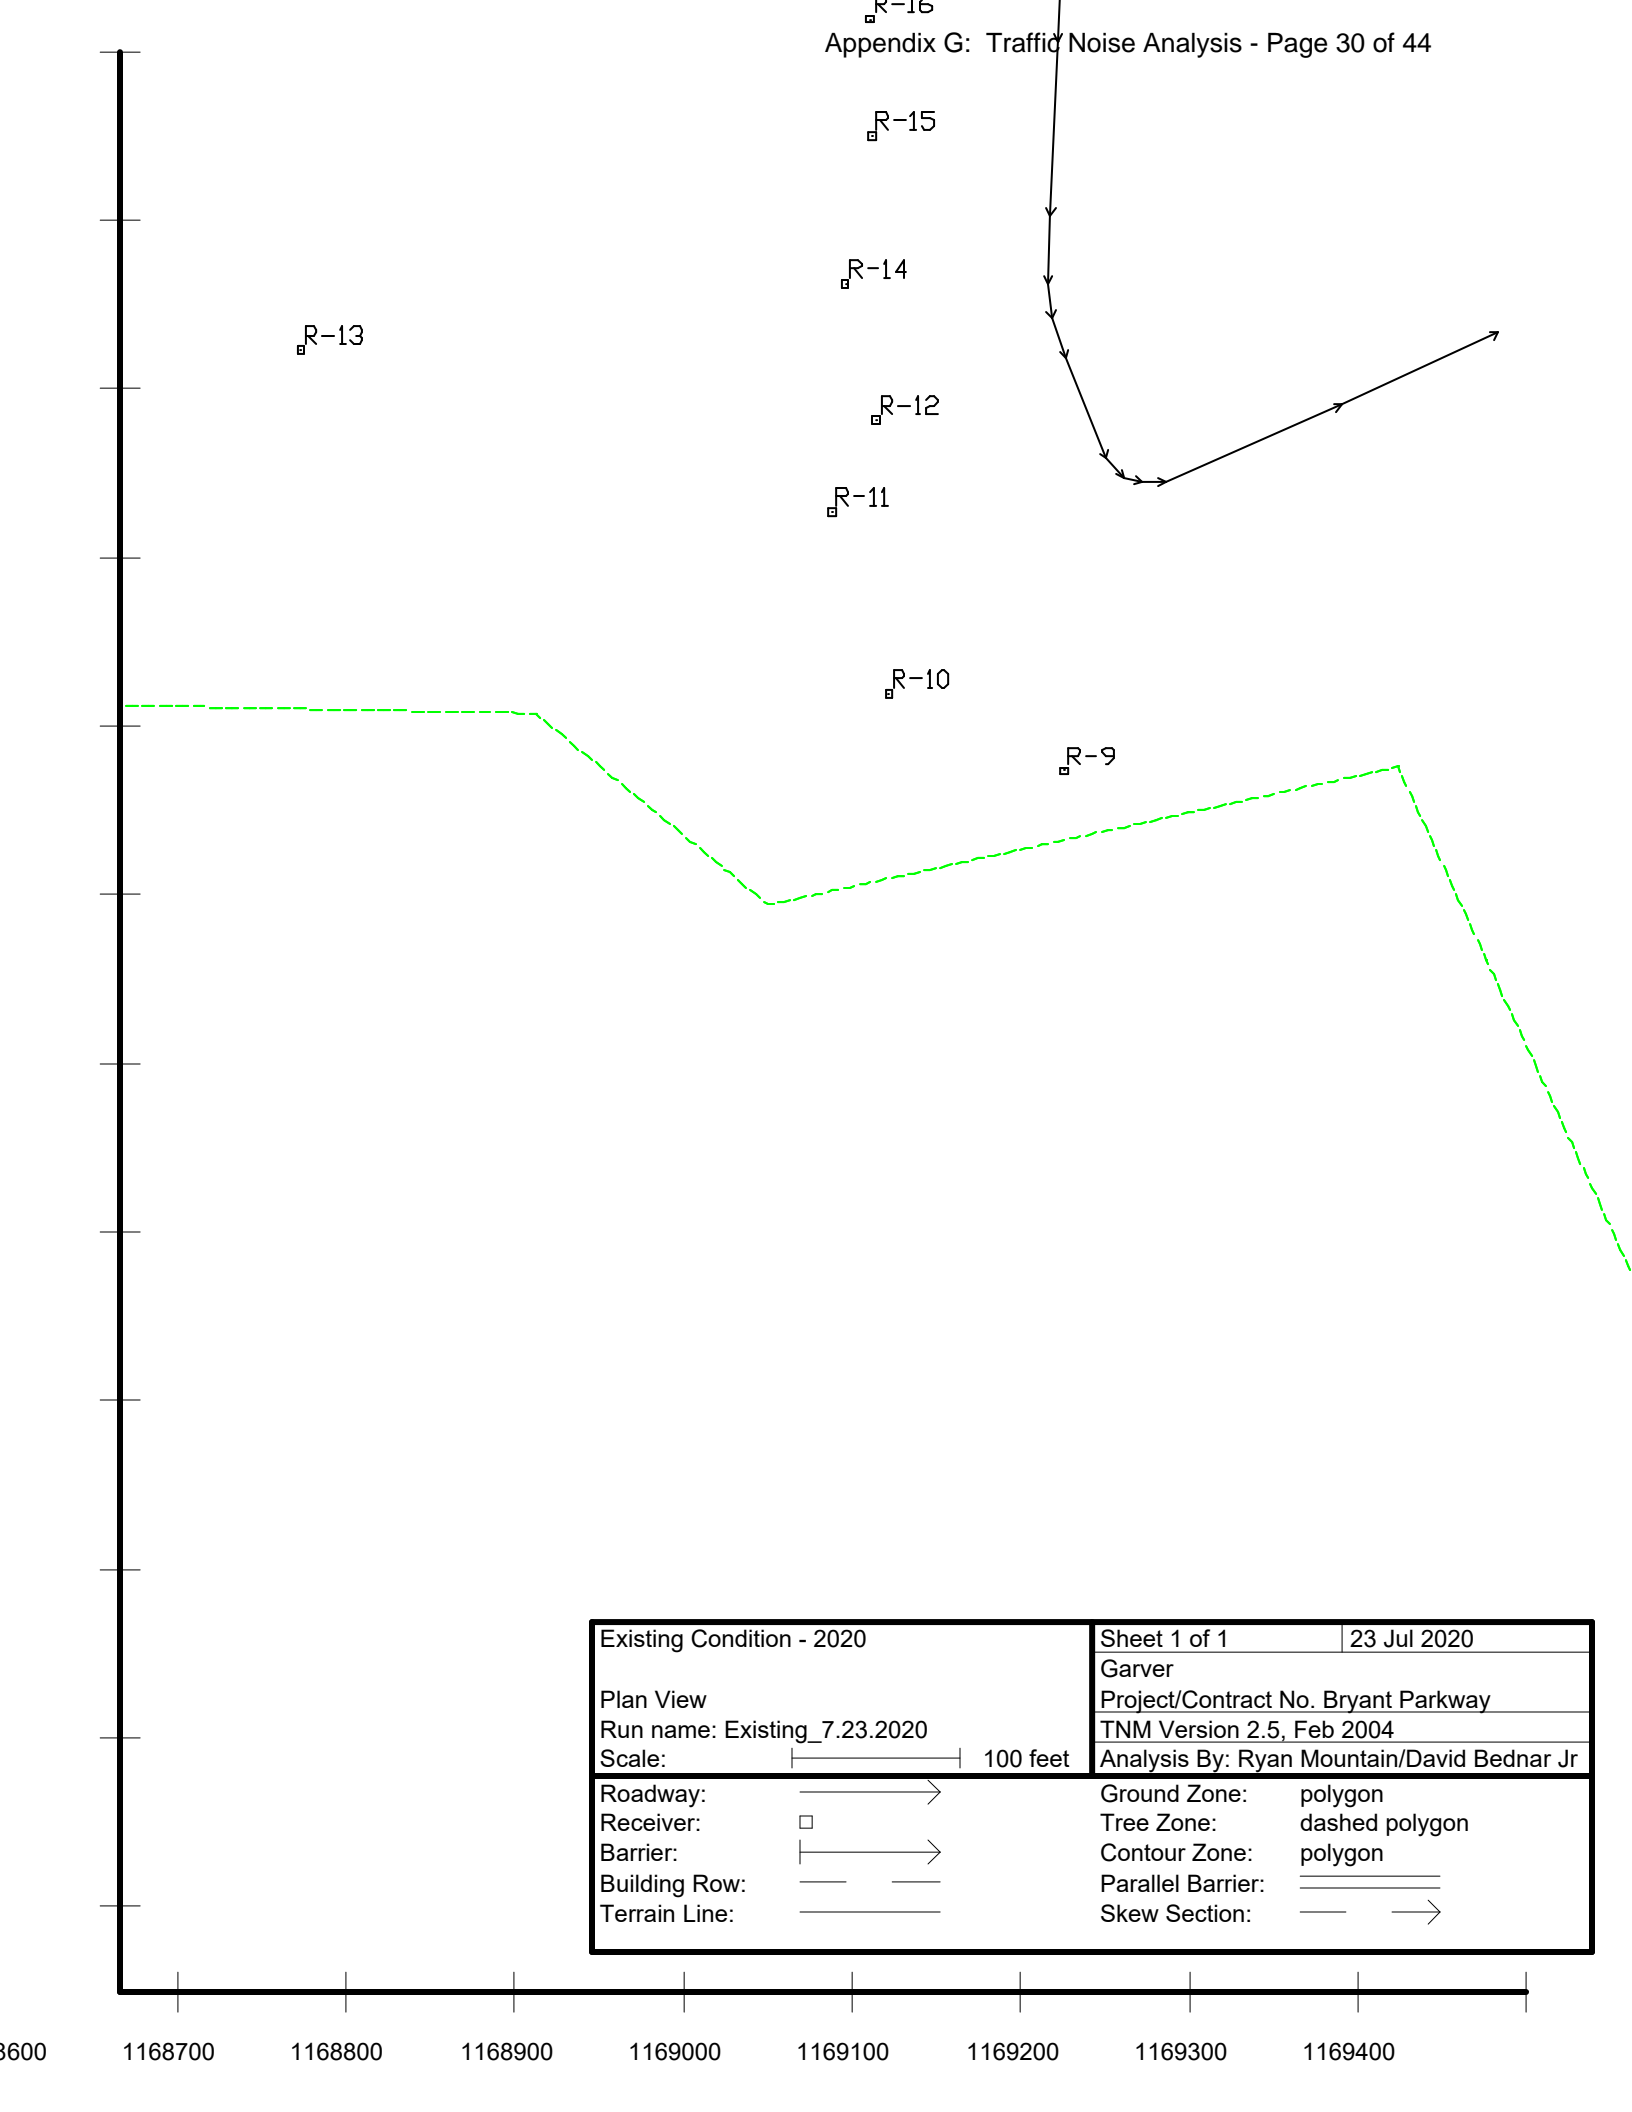 R-16
Appendix G:  Traffic Noise Analysis - Page 30 of 44
R-15
R-14
R-13
R-12
R-11
R-10
R-9
Existing Condition - 2020
Sheet 1 of 1
23 Jul 2020
Garver
Plan View
Project/Contract No. Bryant Parkway
Run name: Existing_7.23.2020
TNM Version 2.5, Feb 2004
Scale:
100 feet
Analysis By: Ryan Mountain/David Bednar Jr
Roadway:
Ground Zone:
polygon
Receiver:
Tree Zone:
dashed polygon
Barrier:
Contour Zone:
polygon
Building Row:
Parallel Barrier:
Terrain Line:
Skew Section:
1168700
1168800
1168900
1169000
1169100
1169200
1169300
1169400